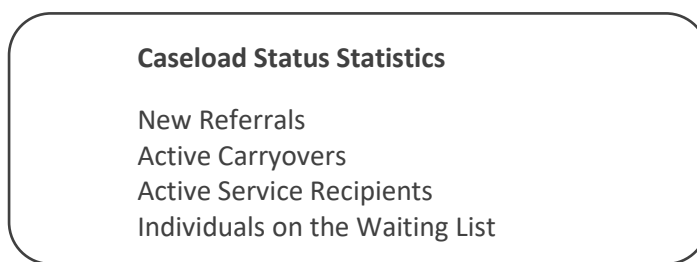 Caseload Status Statistics
New Referrals
Active Carryovers
Active Service Recipients
Individuals on the Waiting List